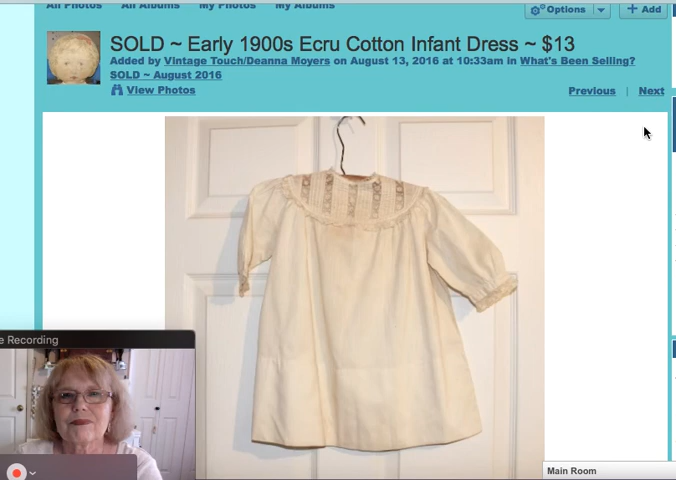 All Photos All Albums My Photos My Albums
Options + Add
SOLD ~ Early 1900s Ecru Cotton Infant Dress ~ $13
Added by Vintage Touch/Deanna Moyers on August 13, 2016 at 10:33am in What's Been Selling?
SOLD ~ August 2016
View Photos
Previous | Next
e Recording
Main Room